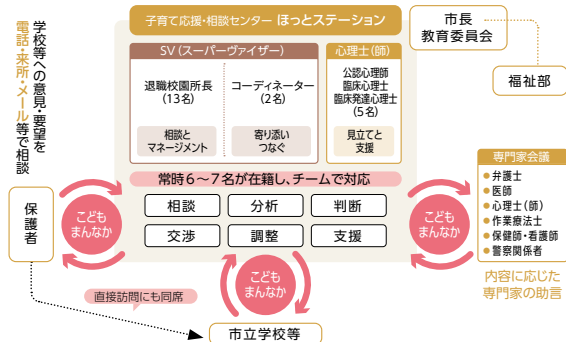 子育て応援・相談センター ほっとステーション
市長
教育委員会
福祉部
学校等への意見・要望を
電話・来所・メール等で相談
SV(スーパーヴァイザー)
退職校園所長
(13名)
相談と
マネージメント
コーディネーター
(2名)
寄り添い
つなぐ
心理士(師)
公認心理師
臨床心理士
臨床発達心理士
(5名)
見立てと
支援
常時6~7名が在籍し、チームで対応
相談
分析
判断
交渉
調整
支援
保護者
こども
まんなか
こども
まんなか
こども
まんなか
専門家会議
●弁護士
●医師
●心理士(師)
●作業療法士
●保健師・看護師
●警察関係者
内容に応じた
専門家の助言
直接訪問にも同席
市立学校等